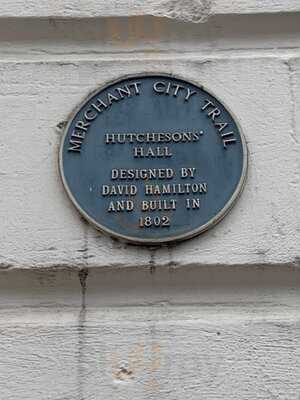 MERCHANT CITY TRAIL
HUTCHESONS'
HALL
DESIGNED BY
DAVID HAMILTON
AND BUILT IN
1802